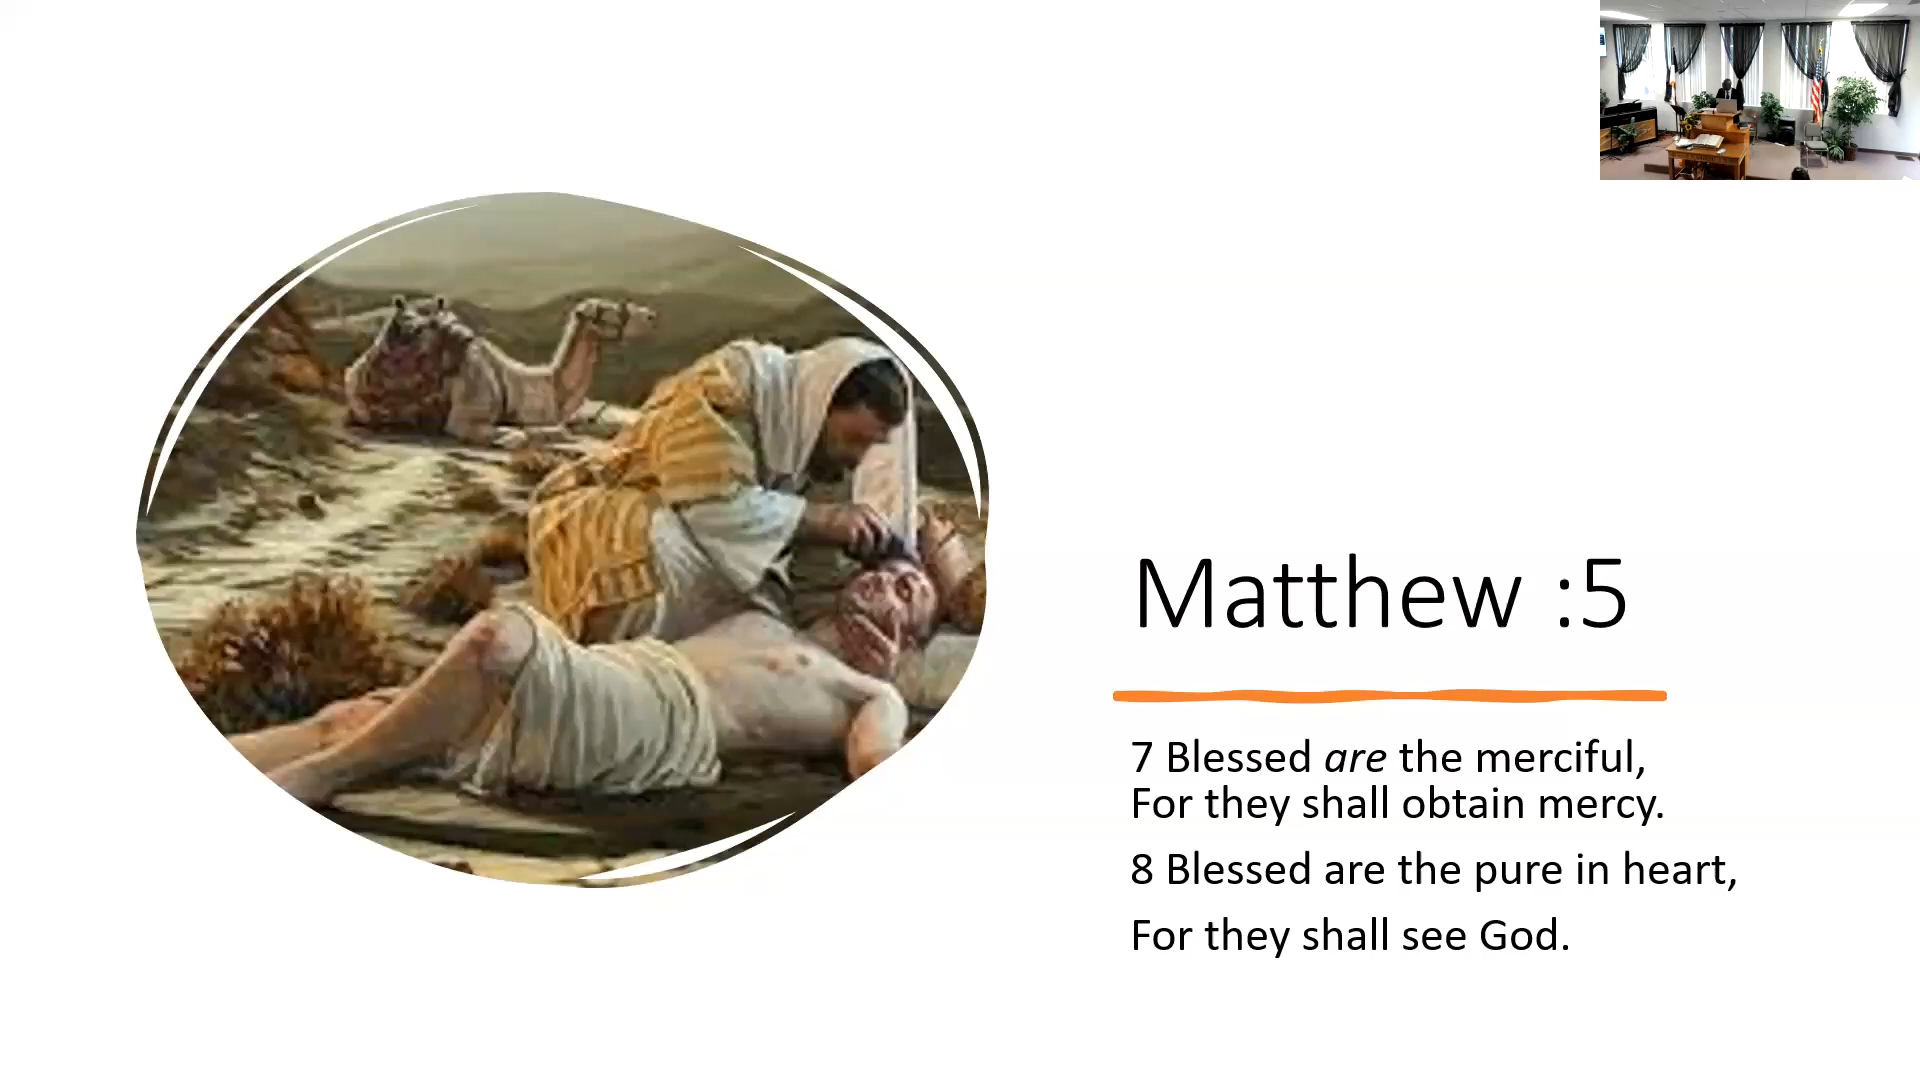 Matthew :5
7 Blessed are the merciful,
For they shall obtain mercy.
8 Blessed are the pure in heart,
For they shall see God.